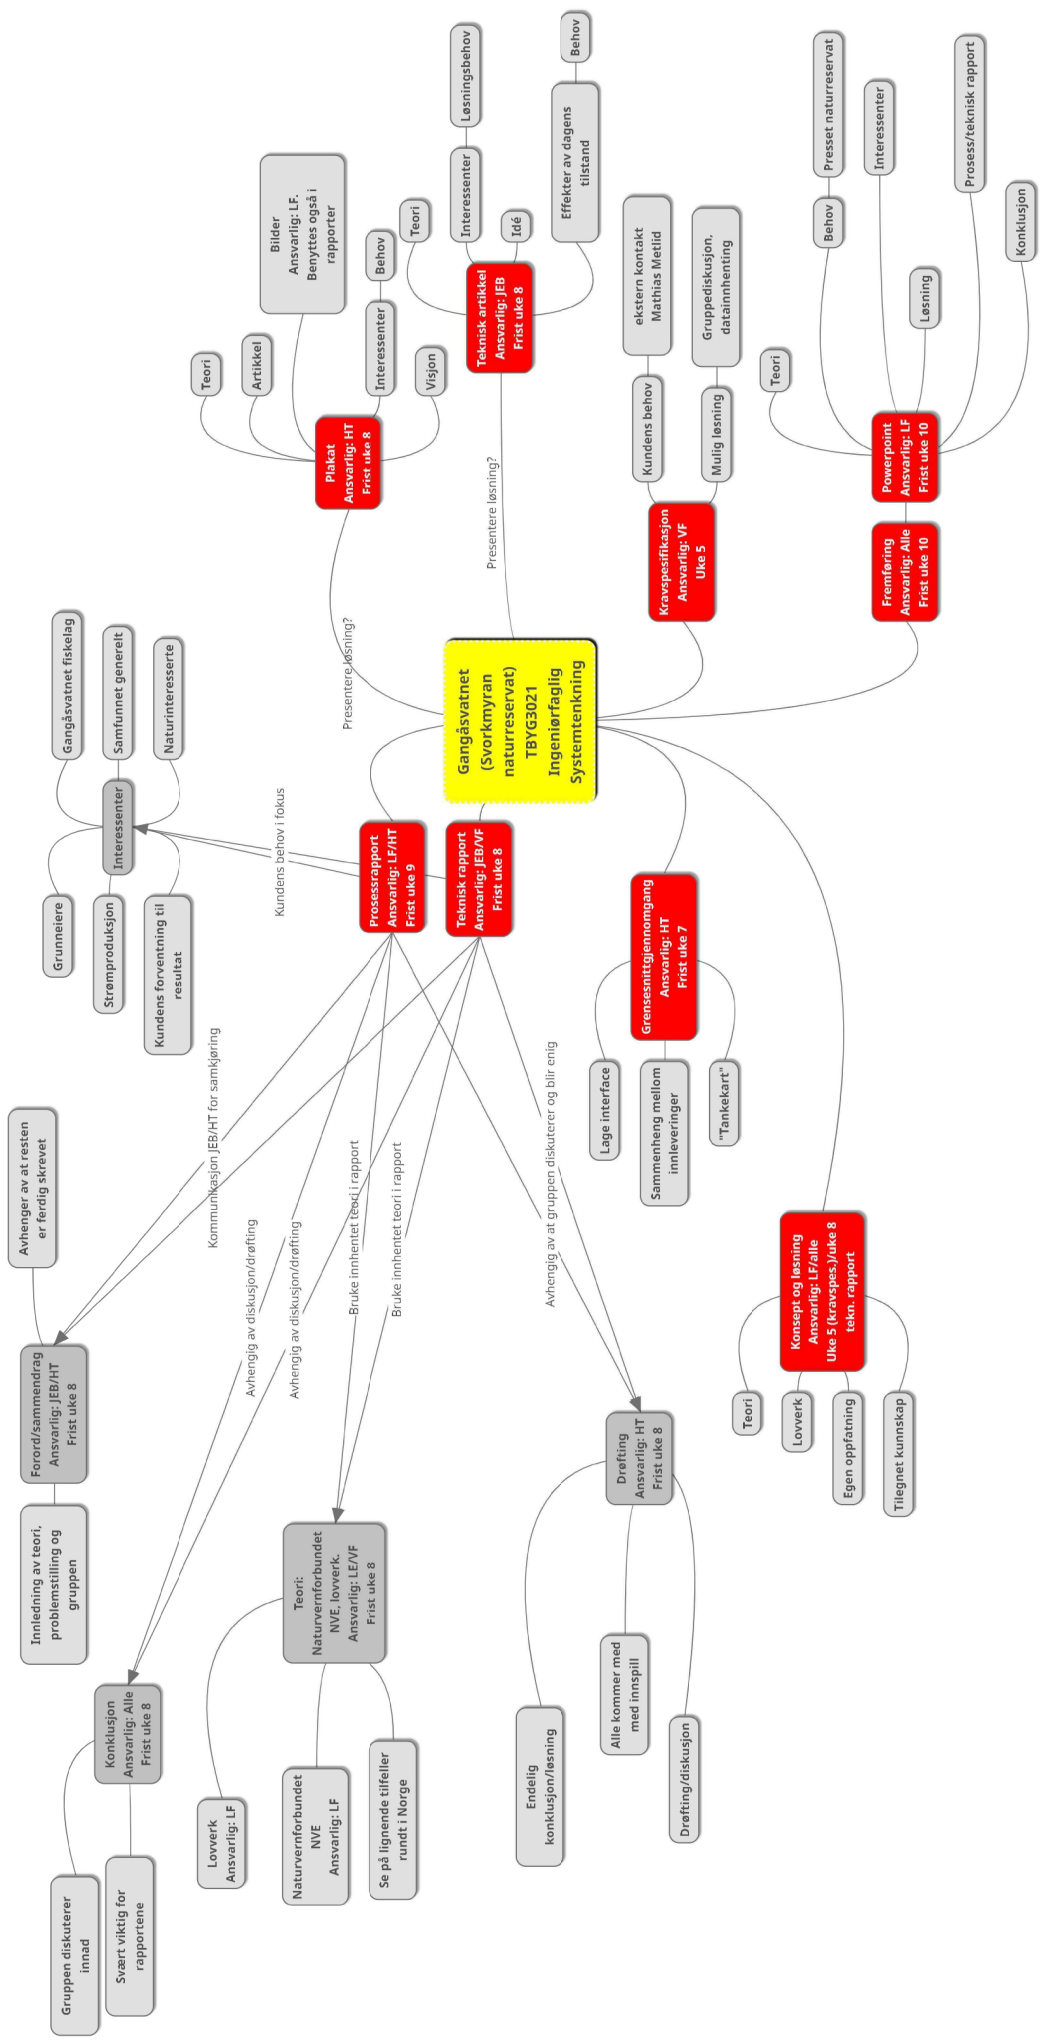 Gangåsvatnet
(Svorkmyran
naturreservat)
TBYG3021
Ingeniørfaglig
Systemtenkning
Gruppen diskuterer
innad
Svært viktig for
rapportene
Konklusjon
Ansvarlig: Alle
Frist uke 8
Innledning av teori,
problemstilling og
gruppen
Forord/sammendrag
Ansvarlig: JEB/HT
Frist uke 8
Avhenger av at resten
er ferdig skrevet
Lovverk
Ansvarlig: LF
Naturvernforbundet
NVE
Ansvarlig: LF
Se på lignende tilfeller
rundt i Norge
Teori:
Naturvernforbundet
NVE, lovverk.
Ansvarlig: LE/VF
Frist uke 8
Endelig
konklusjon/løsning
Alle kommer med
med innspill
Drøfting/diskusjon
Drøfting
Ansvarlig: HT
Frist uke 8
Kommunikasjon JEB/HT for samkjøring
Avhengig av diskusjon/drøfting
Avhengig av diskusjon/drøfting
Bruke innhentet teori i rapport
Bruke innhentet teori i rapport
Avhengig av at gruppen diskuterer og blir enig
Grunneiere
Strømproduksjon
Kundens forventning til
resultat
Interessenter
Gangåsvatnet fiskelag
Samfunnet generelt
Naturinteresserte
Kundens behov i fokus
Prosessrapport
Ansvarlig: LF/HT
Frist uke 9
Teknisk rapport
Ansvarlig: JEB/VF
Frist uke 8
Lage interface
Sammenheng mellom
innleveringer
"Tankekart"
Grensesnittgjennomgang
Ansvarlig: HT
Frist uke 7
Teori
Lovverk
Egen oppfatning
Tilegnet kunnskap
Konsept og løsning
Ansvarlig: LF/alle
Uke 5 (kravspes.)/uke 8
tekn. rapport
Presentere løsning?
Plakat
Ansvarlig: HT
Frist uke 8
Teori
Artikkel
Bilder
Ansvarlig: LF.
Benyttes også i
rapporter
Interessenter
Behov
Visjon
Presentere løsning?
Teknisk artikkel
Ansvarlig: JEB
Frist uke 8
Teori
Interessenter
Løsningsbehov
Idé
Effekter av dagens
tilstand
Behov
Kravspesifikasjon
Ansvarlig: VF
Uke 5
Kundens behov
ekstern kontakt
Mathias Metlid
Mulig løsning
Gruppediskusjon,
datainnhenting
Fremføring
Ansvarlig: Alle
Frist uke 10
Powerpoint
Ansvarlig: LF
Frist uke 10
Teori
Behov
Presset naturreservat
Interessenter
Løsning
Prosess/teknisk rapport
Konklusjon